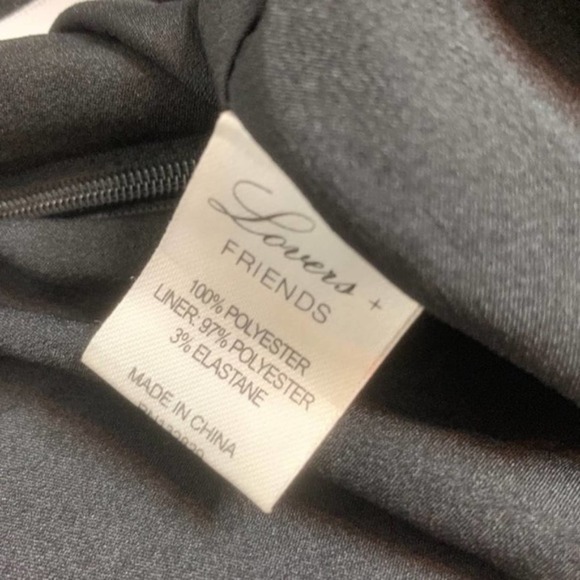 Lovers +
FRIENDS
100% POLYESTER
LINER: 97% POLYESTER
3% ELASTANE
MADE IN CHINA